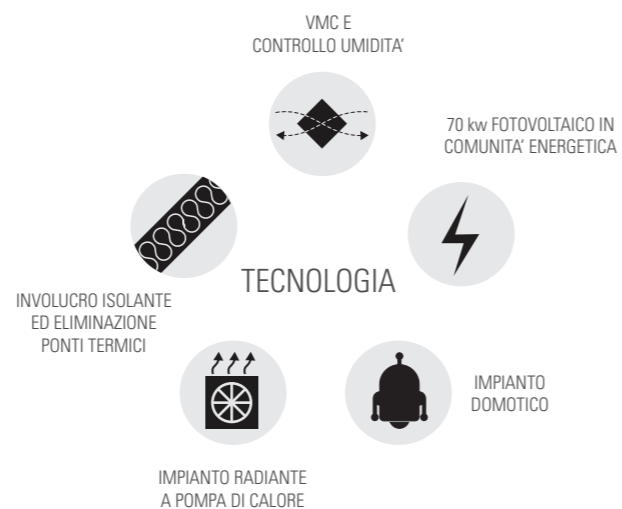 VMC E
CONTROLLO UMIDITA’
70 kw FOTOVOLTAICO IN
COMUNITA’ ENERGETICA
TECNOLOGIA
INVOLUCRO ISOLANTE
ED ELIMINAZIONE
PONTI TERMICI
IMPIANTO
DOMOTICO
IMPIANTO RADIANTE
A POMPA DI CALORE